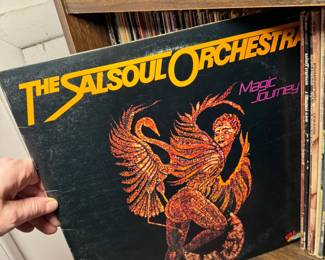 THE SALSOUL ORCHESTRA
Magic
Journey